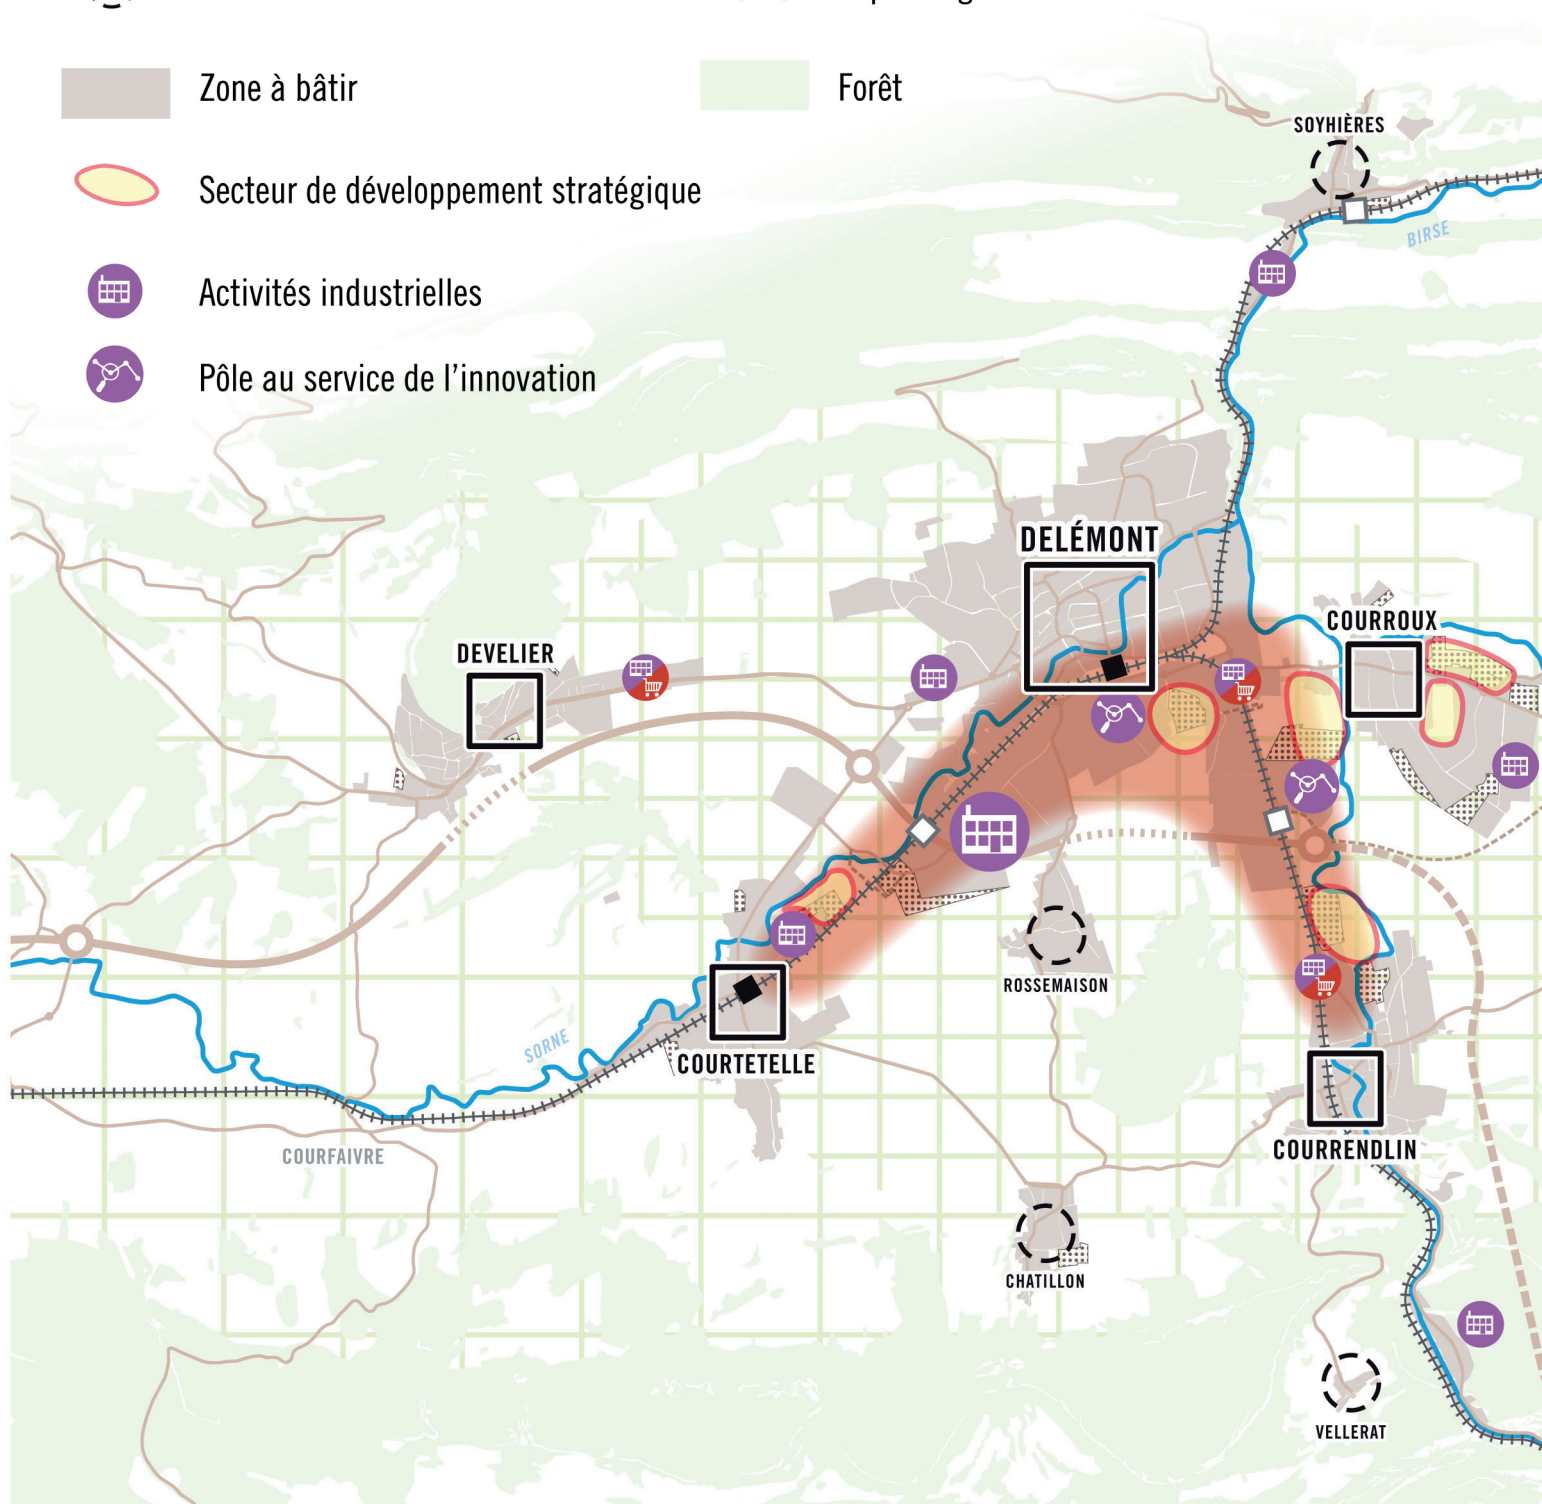 Zone à bâtir
Forêt
Secteur de développement stratégique
Activités industrielles
Pôle au service de l'innovation
SOYHIÈRES
BIRSE
DELÉMONT
COURROUX
DEVELIER
ROSSEMAISON
SORNE
COURTETELLE
COURFAIVRE
COURRENDLIN
CHATILLON
VELLERAT